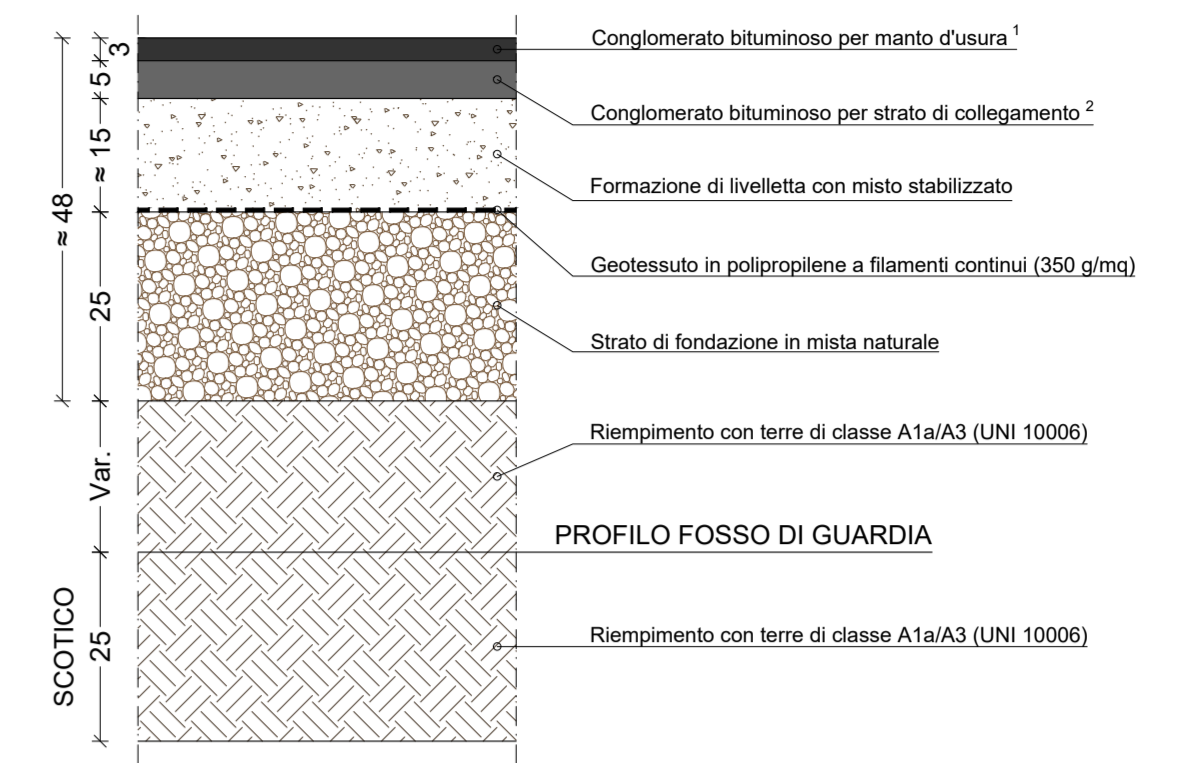 3
Conglomerato bituminoso per manto d'usura 1
5
Conglomerato bituminoso per strato di collegamento 2
≈ 15
Formazione di livelletta con misto stabilizzato
≈ 48
Geotessuto in polipropilene a filamenti continui (350 g/mq)
25
Strato di fondazione in mista naturale
Riempimento con terre di classe A1a/A3 (UNI 10006)
Var.
PROFILO FOSSO DI GUARDIA
SCOTICO
25
Riempimento con terre di classe A1a/A3 (UNI 10006)